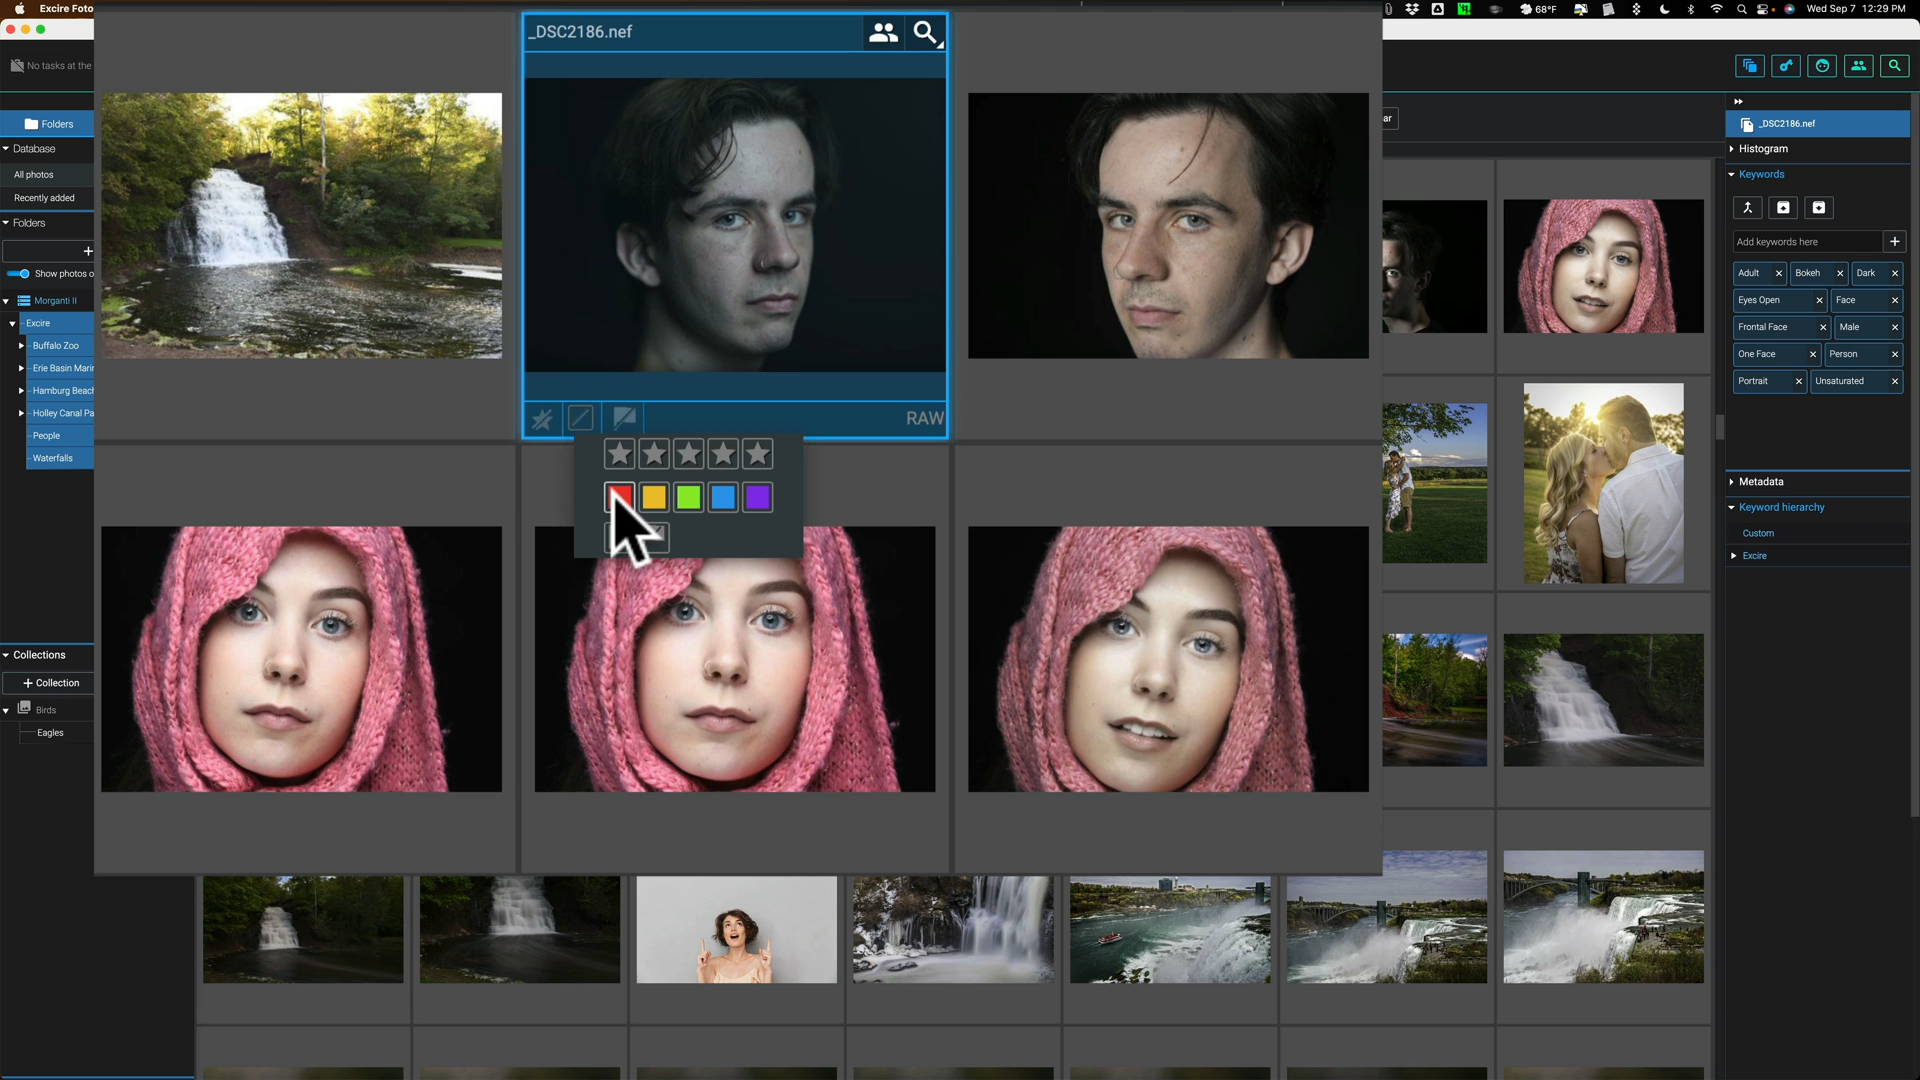 Excire Foto
68°F
Wed Sep 7 12:29 PM
No tasks at the
_DSC2186.nef
ar
_DSC2186.nef
Folders
Database
All photos
Recently added
Folders
+
Show photos o
Morganti II
Excire
Buffalo Zoo
Erie Basin Marin
Hamburg Beach
Holley Canal Pa
People
Waterfalls
RAW
Histogram
Keywords
Add keywords here
+
Adult × Bokeh × Dark ×
Eyes Open × Face ×
Frontal Face × Male ×
One Face × Person ×
Portrait × Unsaturated ×
Metadata
Keyword hierarchy
Custom
Excire
Collections
+ Collection
Birds
Eagles